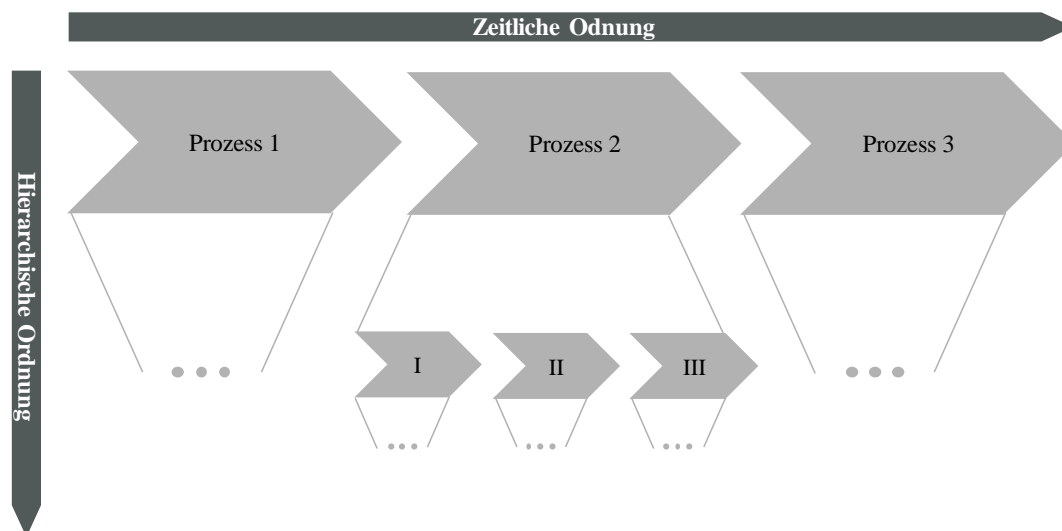 Zeitliche Odnung
Hierarchische Ordnung
Prozess 1
Prozess 2
Prozess 3
I
II
III